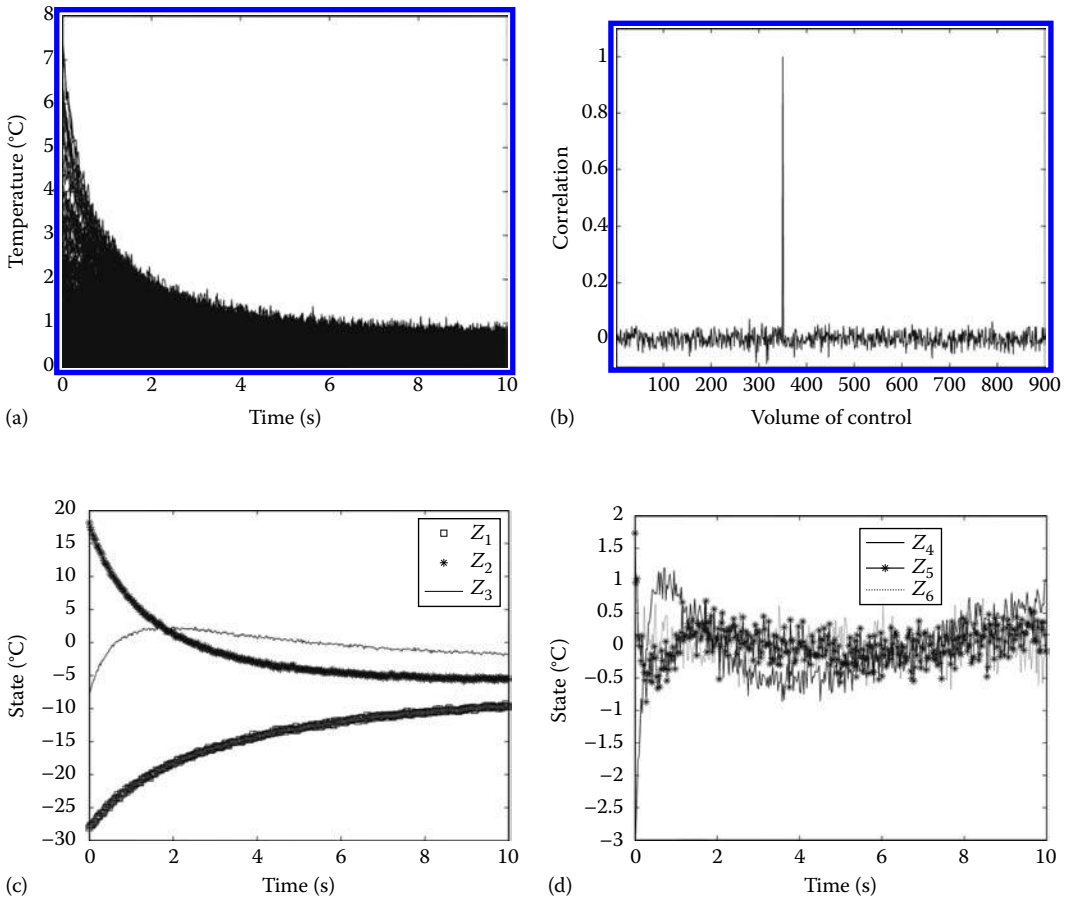 8
7
6
5
4
3
2
1
0
Temperature (°C)
0 2 4 6 8 10
Time (s)
(a)
1
0.8
0.6
0.4
0.2
0
Correlation
100 200 300 400 500 600 700 800 900
Volume of control
(b)
20
15
10
5
0
−5
−10
−15
−20
−25
−30
State (°C)
Z1
Z2
Z3
0 2 4 6 8 10
Time (s)
(c)
2
1.5
1
0.5
0
−0.5
−1
−1.5
−2
−2.5
−3
State (°C)
Z4
Z5
Z6
0 2 4 6 8 10
Time (s)
(d)